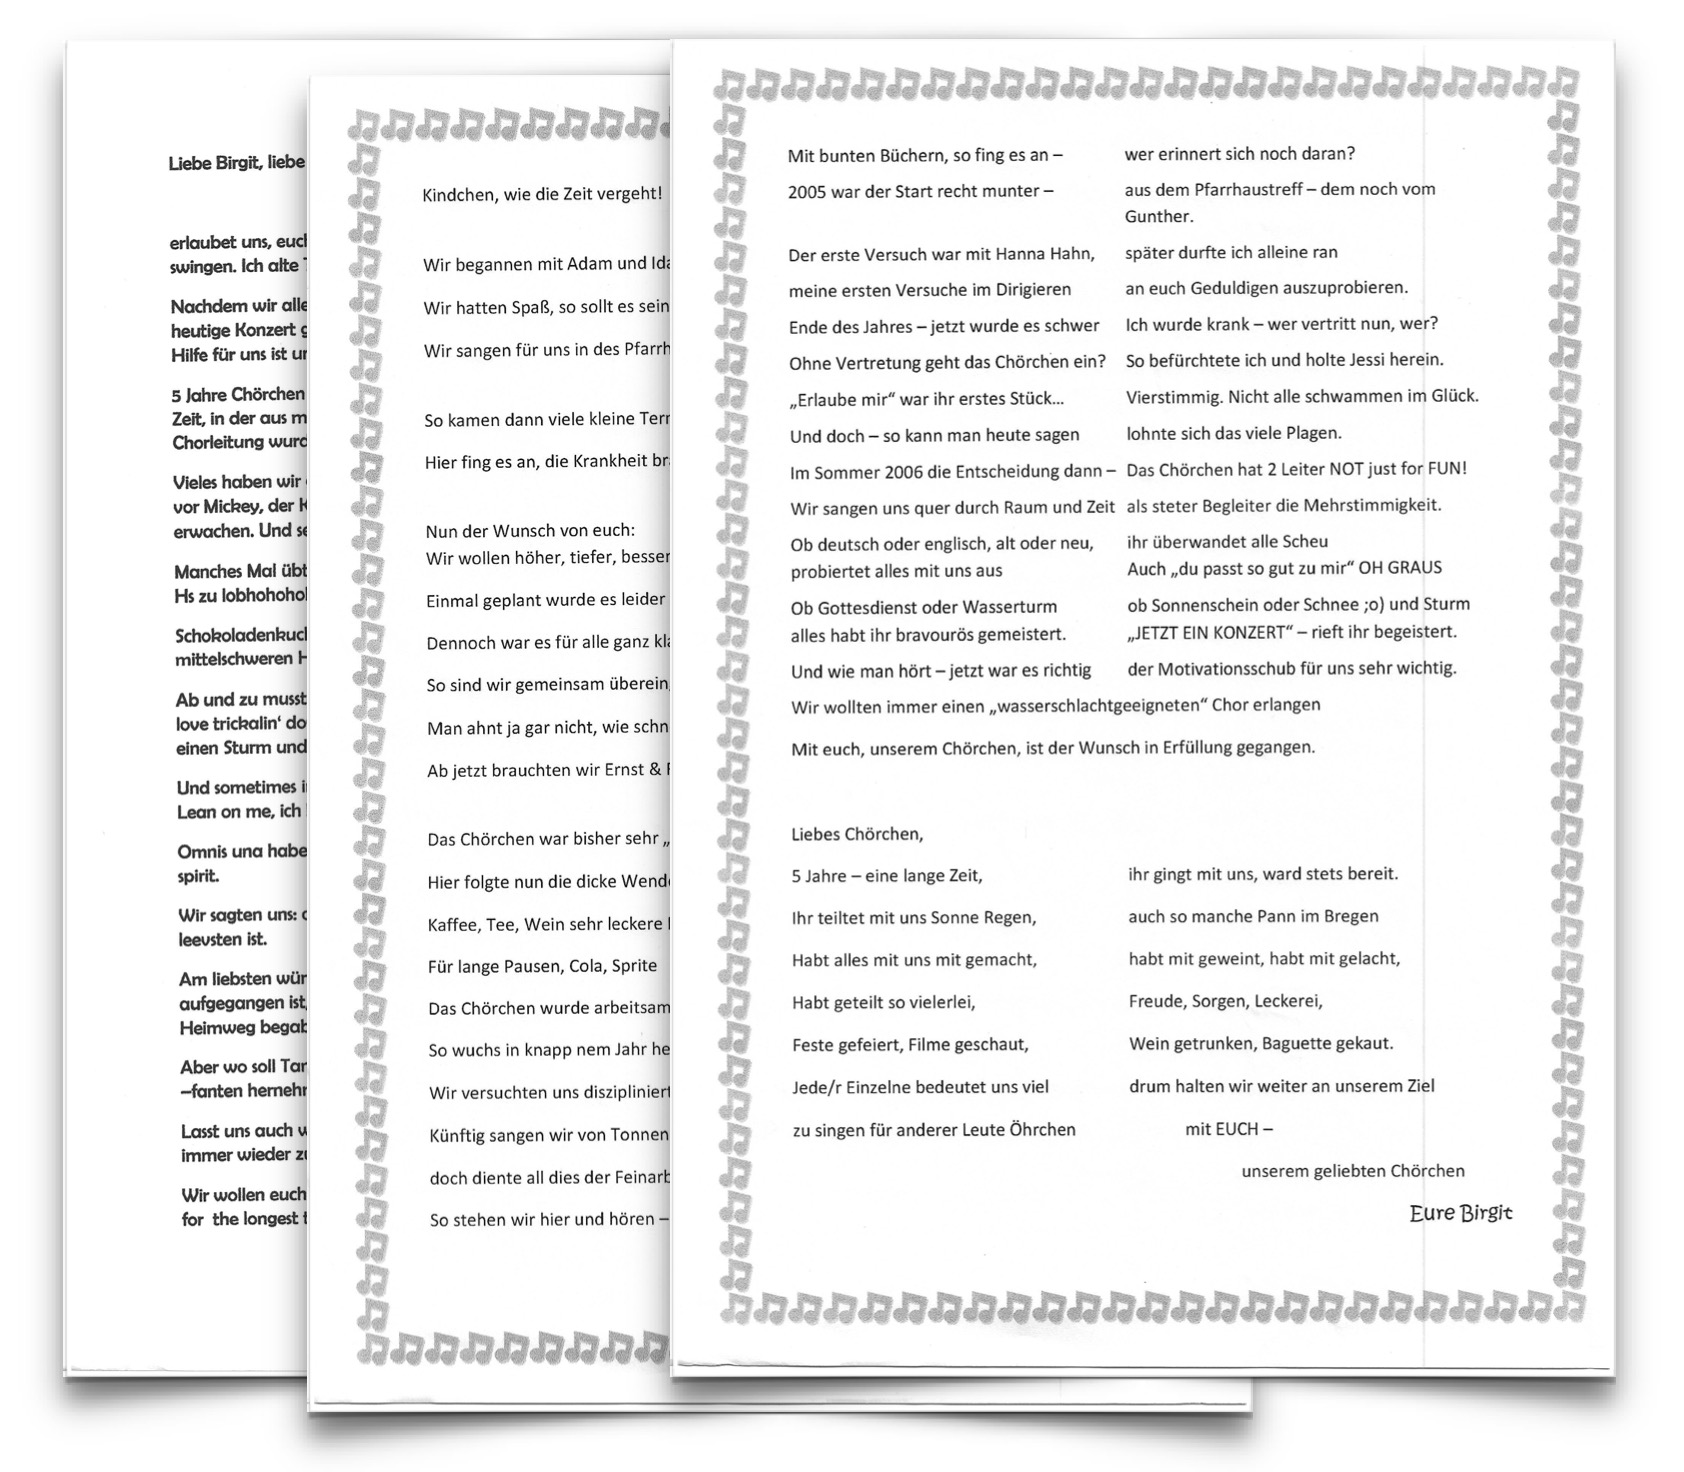 Liebe Birgit, liebe
erlaubet uns, euch
swingen. Ich alte
Nachdem wir alle
heutige Konzert
Hilfe für uns ist
5 Jahre Chörchen
Zeit, in der aus
Chorleitung
Vieles haben wir
vor Mickey, der
erwachen. Und
Manches Mal
Hs zu
mittelschweren
Ab und zu
love trickalin' do
einen Sturm und
Und sometimes
Lean on me, ich
Omnis una
spirit.
Wir sagten uns:
leevsten ist.
Am liebsten
aufgegangen ist,
Heimweg
Aber wo soll
–fanten
Lasst uns auch
immer wieder
Wir wollen euch
for the longest
Kindchen, wie die Zeit vergeht!
Wir begannen mit Adam und
Wir hatten Spaß, so sollt es sein
Wir sangen für uns in des
So kamen dann viele kleine
Hier fing es an, die Krankheit
Nun der Wunsch von euch:
Wir wollen höher, tiefer, besser
Einmal geplant wurde es leider
Dennoch war es für alle ganz
So sind wir gemeinsam
Man ahnt ja gar nicht, wie
Ab jetzt brauchten wir Ernst &
Das Chörchen war bisher sehr „
Hier folgte nun die dicke
Kaffee, Tee, Wein sehr leckere
Für lange Pausen, Cola, Sprite
Das Chörchen wurde arbeitsam
So wuchs in knapp nem Jahr
Wir versuchten uns
Künftig sangen wir von Tonnen
doch diente all dies der
So stehen wir hier und hören –
Mit bunten Büchern, so fing es an – wer erinnert sich noch daran?
2005 war der Start recht munter – aus dem Pfarrhaustreff – dem noch vom
Gunther.
Der erste Versuch war mit Hanna Hahn, später durfte ich alleine ran
meine ersten Versuche im Dirigieren an euch Geduldigen auszuprobieren.
Ende des Jahres – jetzt wurde es schwer Ich wurde krank – wer vertritt nun, wer?
Ohne Vertretung geht das Chörchen ein? So befürchtete ich und holte Jessi herein.
„Erlaube mir“ war ihr erstes Stück... Vierstimmig. Nicht alle schwammen im Glück.
Und doch – so kann man heute sagen lohnte sich das viele Plagen.
Im Sommer 2006 die Entscheidung dann – Das Chörchen hat 2 Leiter NOT just for FUN!
Wir sangen uns quer durch Raum und Zeit als steter Begleiter die Mehrstimmigkeit.
Ob deutsch oder englisch, alt oder neu, ihr überwandet alle Scheu
probiertet alles mit uns aus Auch „du passt so gut zu mir“ OH GRAUS
Ob Gottesdienst oder Wasserturm ob Sonnenschein oder Schnee ;o) und Sturm
alles habt ihr bravourös gemeistert. „JETZT EIN KONZERT“ – rieft ihr begeistert.
Und wie man hört – jetzt war es richtig der Motivationsschub für uns sehr wichtig.
Wir wollten immer einen „wasserschlachtgeeigneten“ Chor erlangen
Mit euch, unserem Chörchen, ist der Wunsch in Erfüllung gegangen.
Liebes Chörchen,
5 Jahre – eine lange Zeit, ihr gingt mit uns, ward stets bereit.
Ihr teiltet mit uns Sonne Regen, auch so manche Pann im Bregen
Habt alles mit uns mit gemacht, habt mit geweint, habt mit gelacht,
Habt geteilt so vielerlei, Freude, Sorgen, Leckerei,
Feste gefeiert, Filme geschaut, Wein getrunken, Baguette gekaut.
Jede/r Einzelne bedeutet uns viel drum halten wir weiter an unserem Ziel
zu singen für anderer Leute Öhrchen mit EUCH –
unserem geliebten Chörchen
Eure Birgit